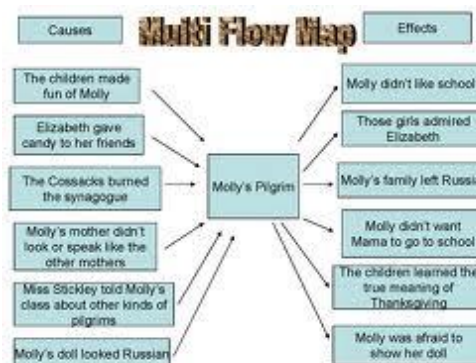 Causes
Multi Flow Map
Effects
The children made
fun of Molly
Elizabeth gave
candy to her friends
The Cossacks burned
the synagogue
Molly's mother didn't
look or speak like the
other mothers
Miss Stickley told Molly's
class about other kinds of
pilgrims
Molly's doll looked Russian
Molly's Pilgrim
Molly didn't like school
Those girls admired
Elizabeth
Molly's family left Russia
Molly didn't want
Mama to go to school
The children learned the
true meaning of
Thanksgiving
Molly was afraid to
show her doll